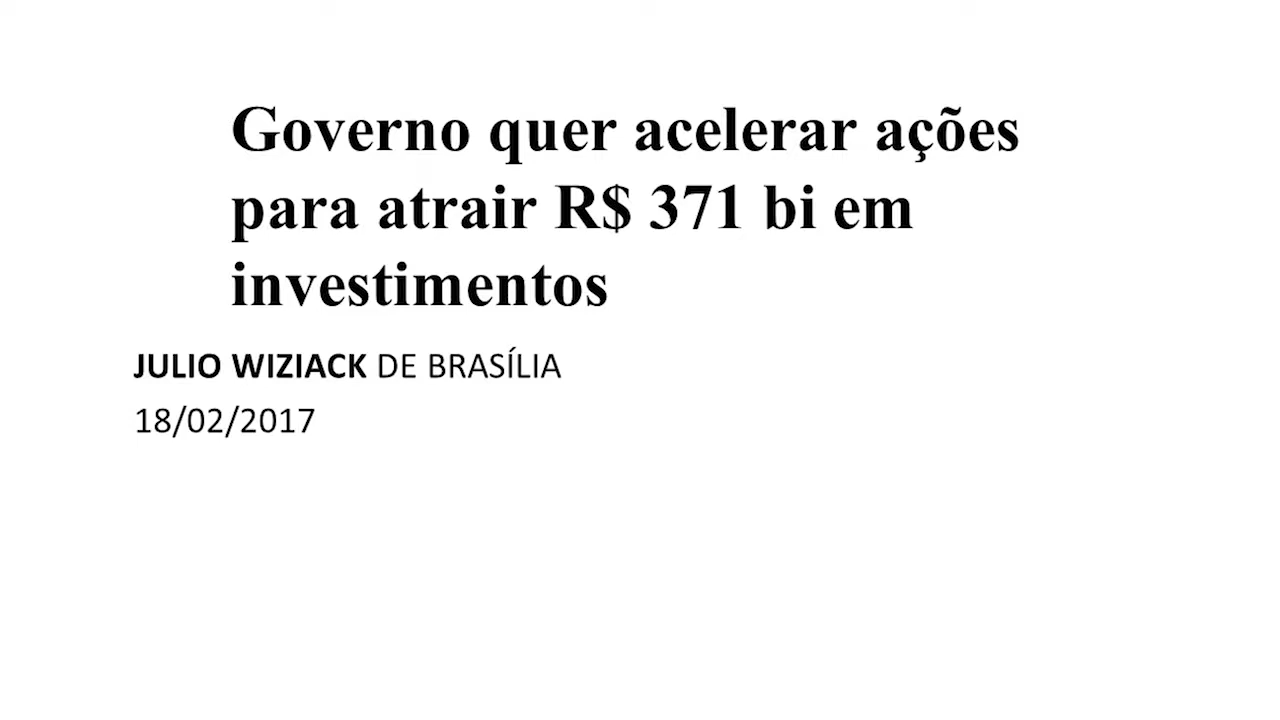 Governo quer acelerar ações
para atrair R$ 371 bi em
investimentos
JULIO WIZIACK DE BRASÍLIA
18/02/2017